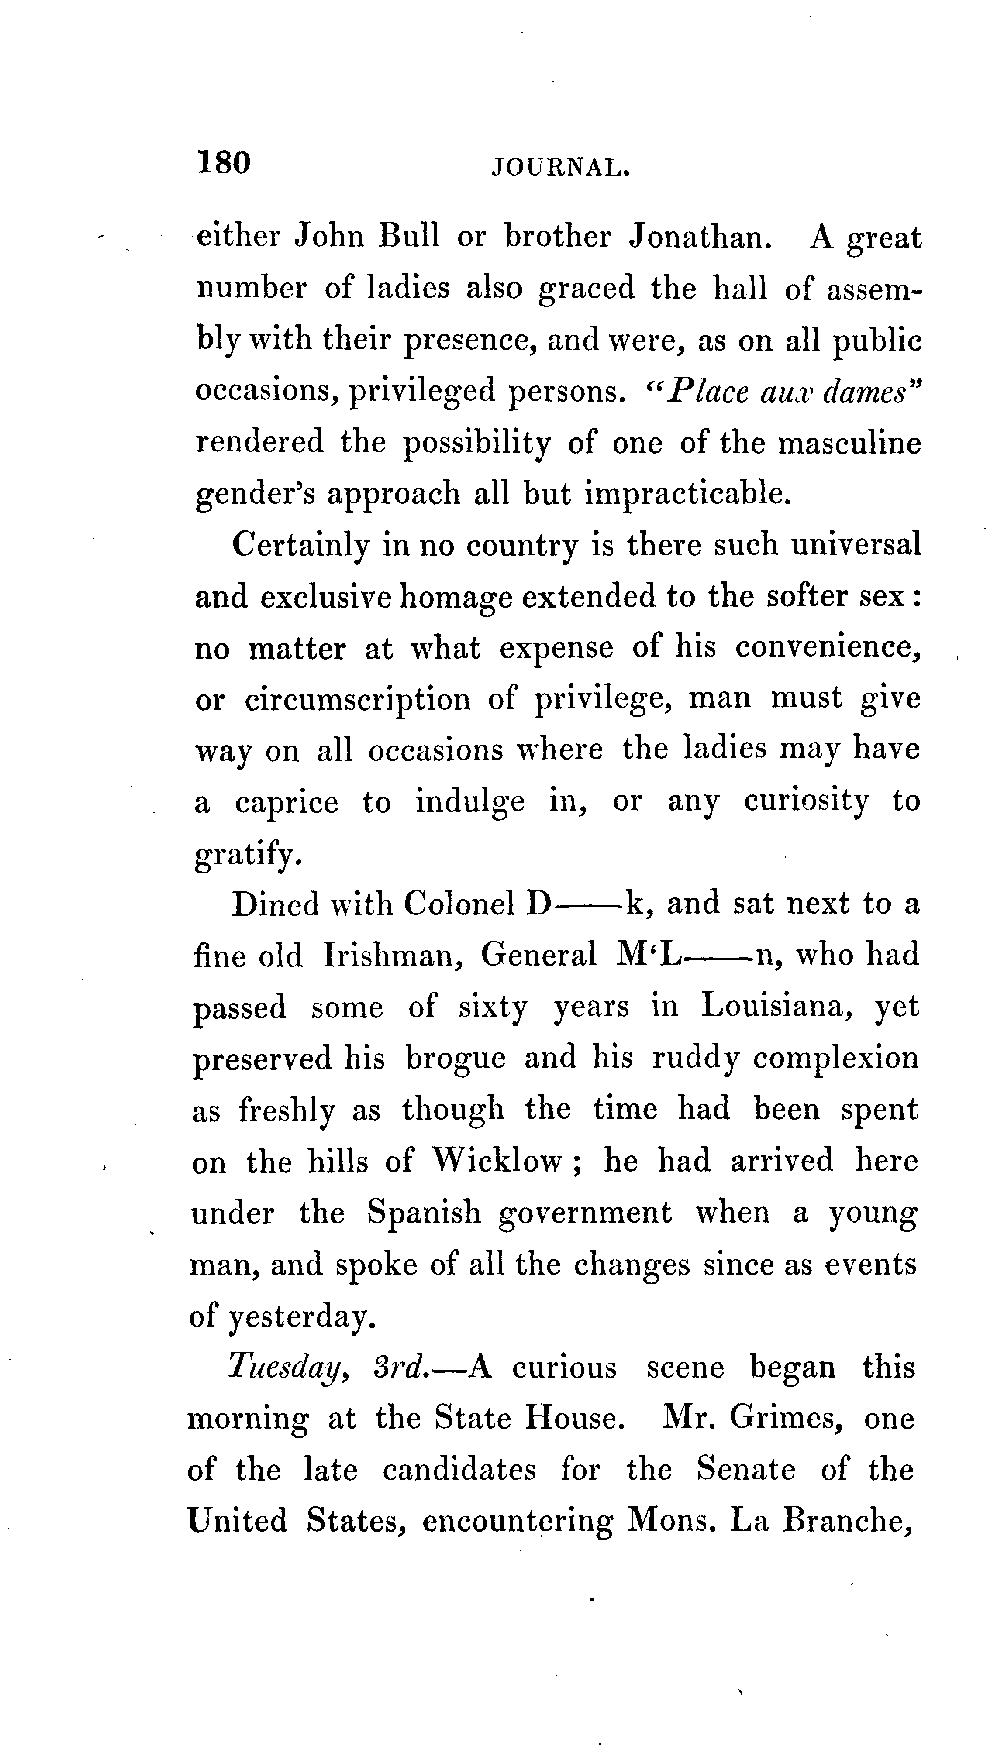 180 JOURNAL.
either John Bull or brother Jonathan. A great
number of ladies also graced the hall of assem-
bly with their presence, and were, as on all public
occasions, privileged persons. "Place aux dames"
rendered the possibility of one of the masculine
gender's approach all but impracticable.
Certainly in no country is there such universal
and exclusive homage extended to the softer sex:
no matter at what expense of his convenience,
or circumscription of privilege, man must give
way on all occasions where the ladies may have
a caprice to indulge in, or any curiosity to
gratify.
Dined with Colonel D——k, and sat next to a
fine old Irishman, General M'L——n, who had
passed some of sixty years in Louisiana, yet
preserved his brogue and his ruddy complexion
as freshly as though the time had been spent
on the hills of Wicklow; he had arrived here
under the Spanish government when a young
man, and spoke of all the changes since as events
of yesterday.
Tuesday, 3rd.—A curious scene began this
morning at the State House. Mr. Grimes, one
of the late candidates for the Senate of the
United States, encountering Mons. La Branche,